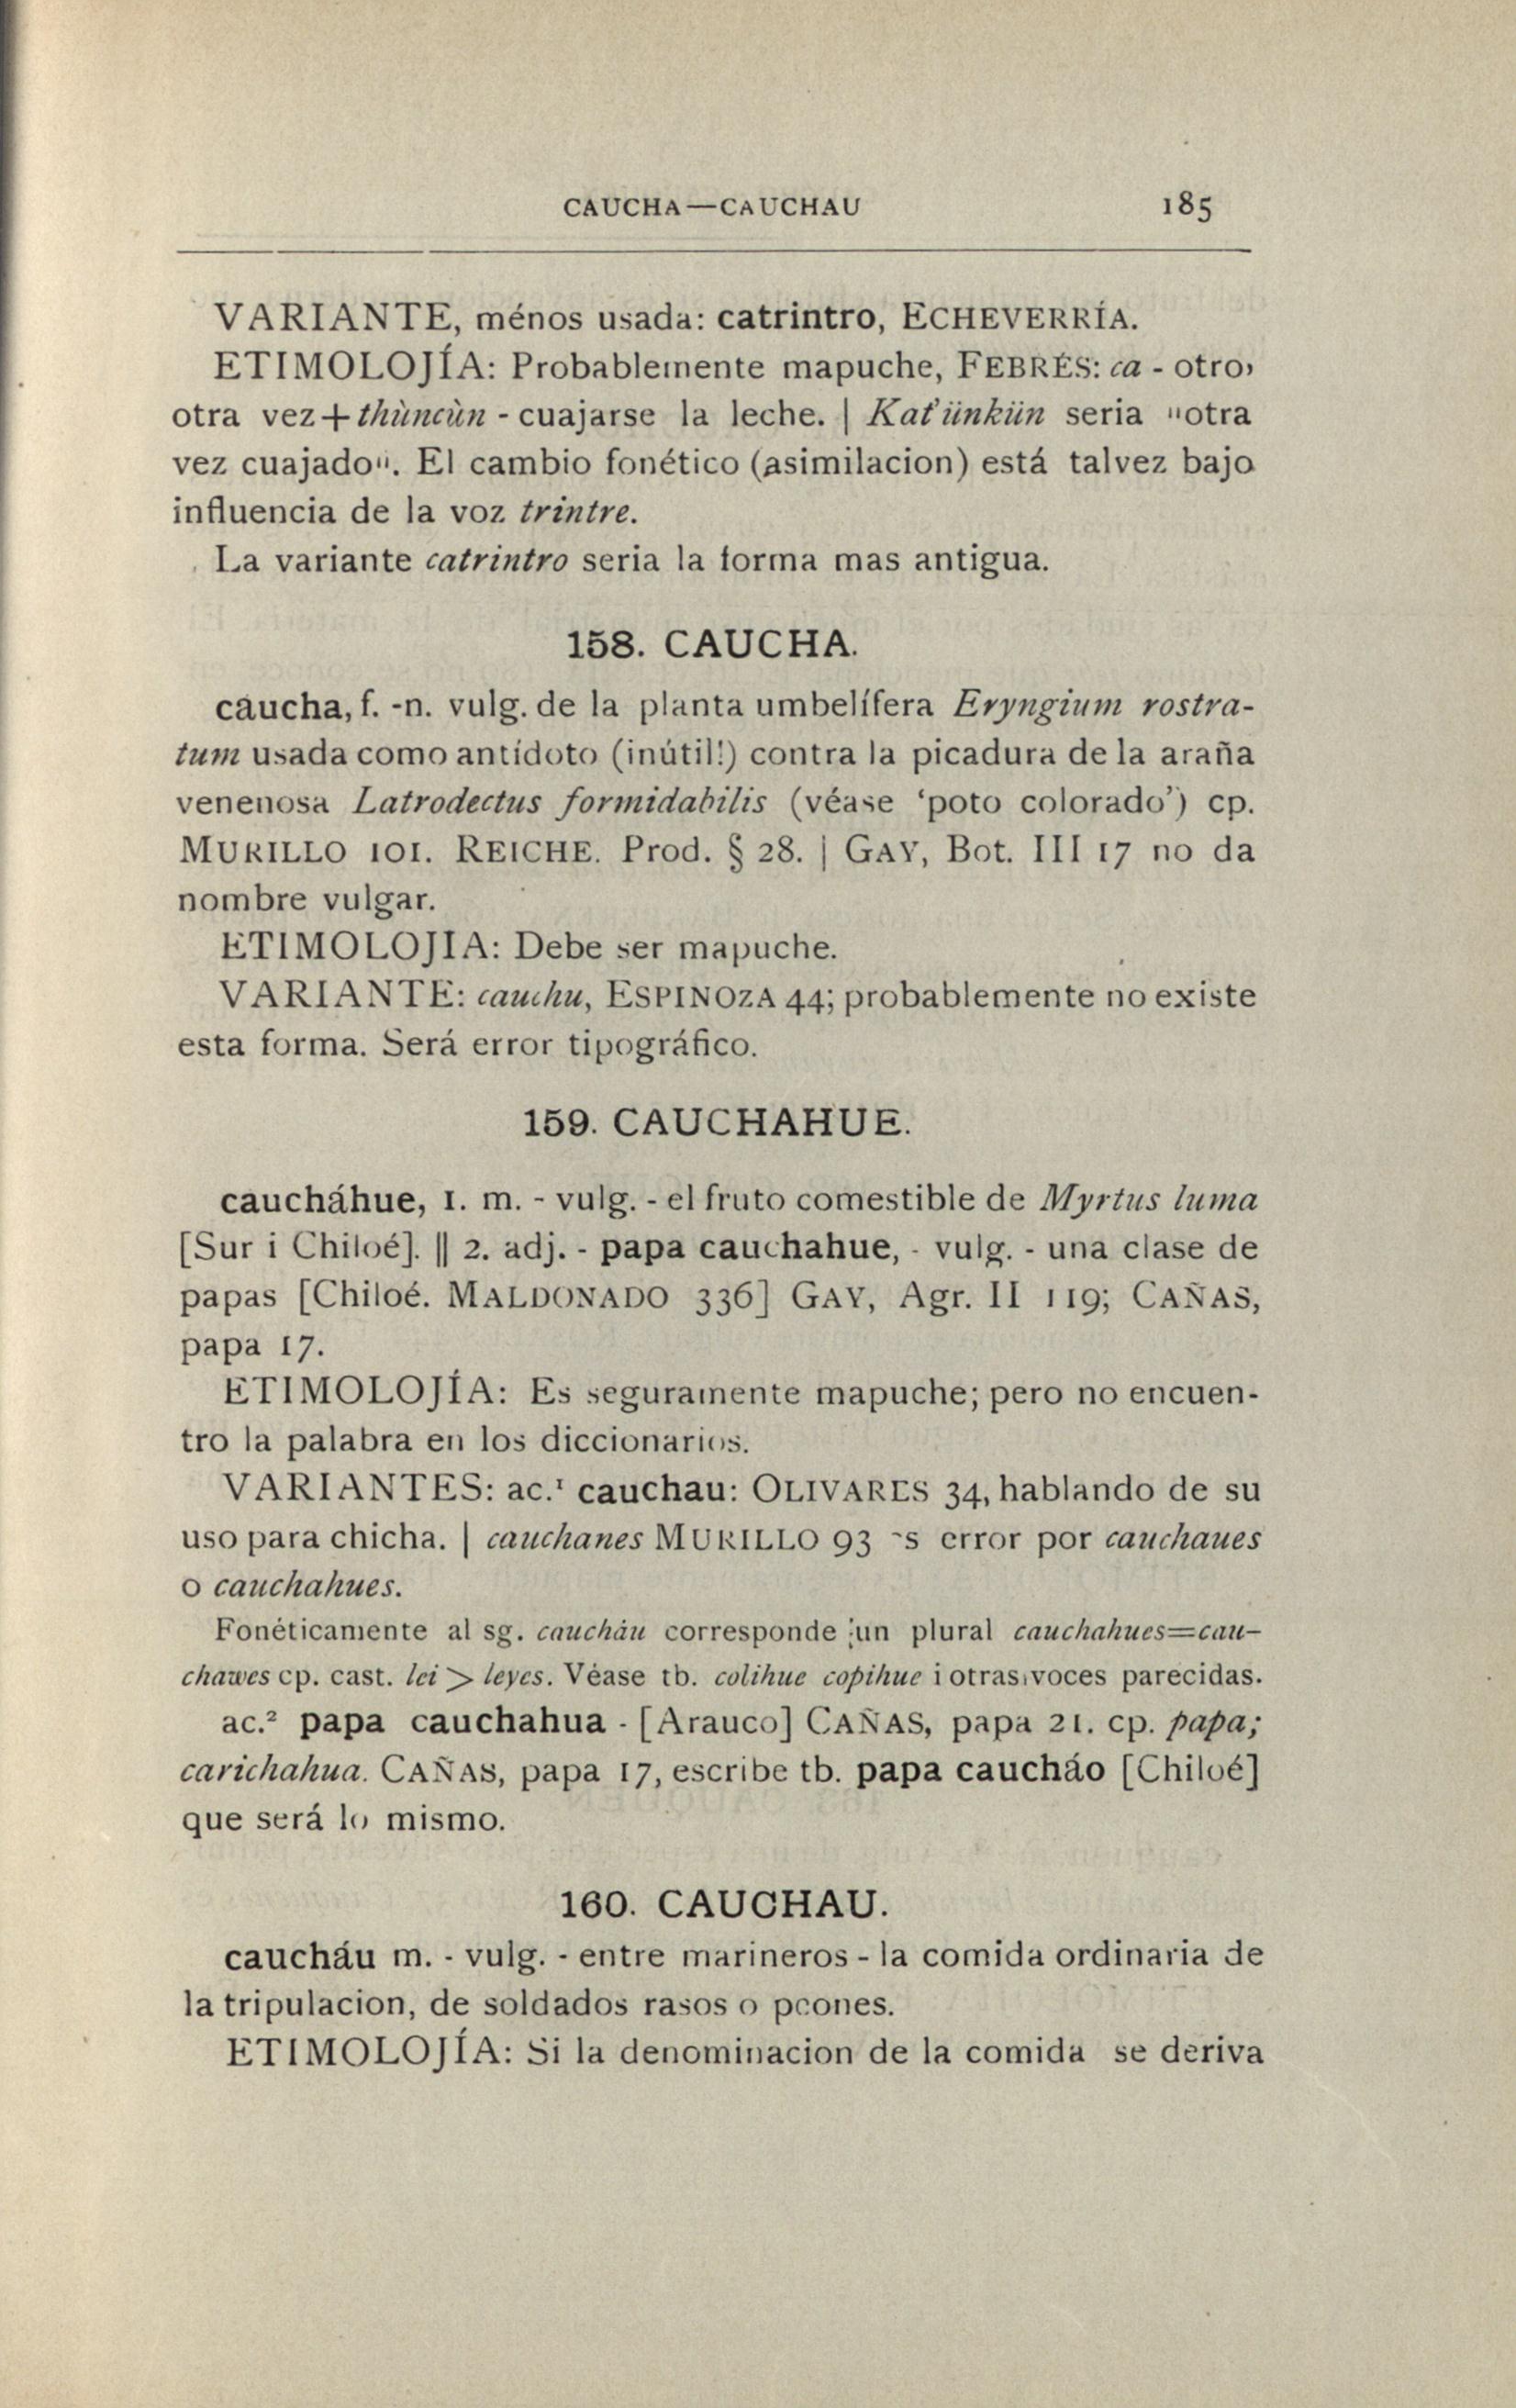 CAUCHA—CAUCHAU 185
VARIANTE, ménos usada: catrintro, ECHEVERRÍA.
ETIMOLOJÍA: Probablemente mapuche, FEBRÉS: ca - otro,
otra vez + thùncùn - cuajarse la leche. | Kat'ünkün seria "otra
vez cuajado". El cambio fonético (asimilacion) está talvez bajo
influencia de la voz trintre.
La variante catrintro seria la forma mas antigua.
158. CAUCHA.
caucha, f. -n. vulg. de la planta umbelífera Eryngium rostra-
tum usada como antídoto (inútil!) contra la picadura de la araña
venenosa Latrodectus formidabilis (véase 'poto colorado') cp.
MURILLO 101. REICHE. Prod. § 28. | GAY, Bot. III 17 no da
nombre vulgar.
ETIMOLOJIA: Debe ser mapuche.
VARIANTE: cauchu, ESPINOZA 44; probablemente no existe
esta forma. Será error tipográfico.
159. CAUCHAHUE.
caucháhue, 1. m. - vulg. - el fruto comestible de Myrtus luma
[Sur i Chiloé]. || 2. adj. - papa cauchahue, - vulg. - una clase de
papas [Chiloé. MALDONADO 336] GAY, Agr. II 119; CAÑAS,
papa 17.
ETIMOLOJÍA: Es seguramente mapuche; pero no encuen-
tro la palabra en los diccionarios.
VARIANTES: ac.¹ cauchau: OLIVARES 34, hablando de su
uso para chicha. | cauchanes MURILLO 93 es error por cauchaues
o cauchahues.
Fonéticamente al sg. caucháu corresponde un plural cauchahues=cau-
chawes cp. cast. lei > leyes. Véase tb. colihue copihue i otras voces parecidas.
ac.² papa cauchahua - [Arauco] CAÑAS, papa 21. cp. papa;
carichahua. CAÑAS, papa 17, escribe tb. papa caucháo [Chiloé]
que será lo mismo.
160. CAUCHAU.
caucháu m. - vulg. - entre marineros - la comida ordinaria de
la tripulacion, de soldados rasos o peones.
ETIMOLOJÍA: Si la denominacion de la comida se deriva